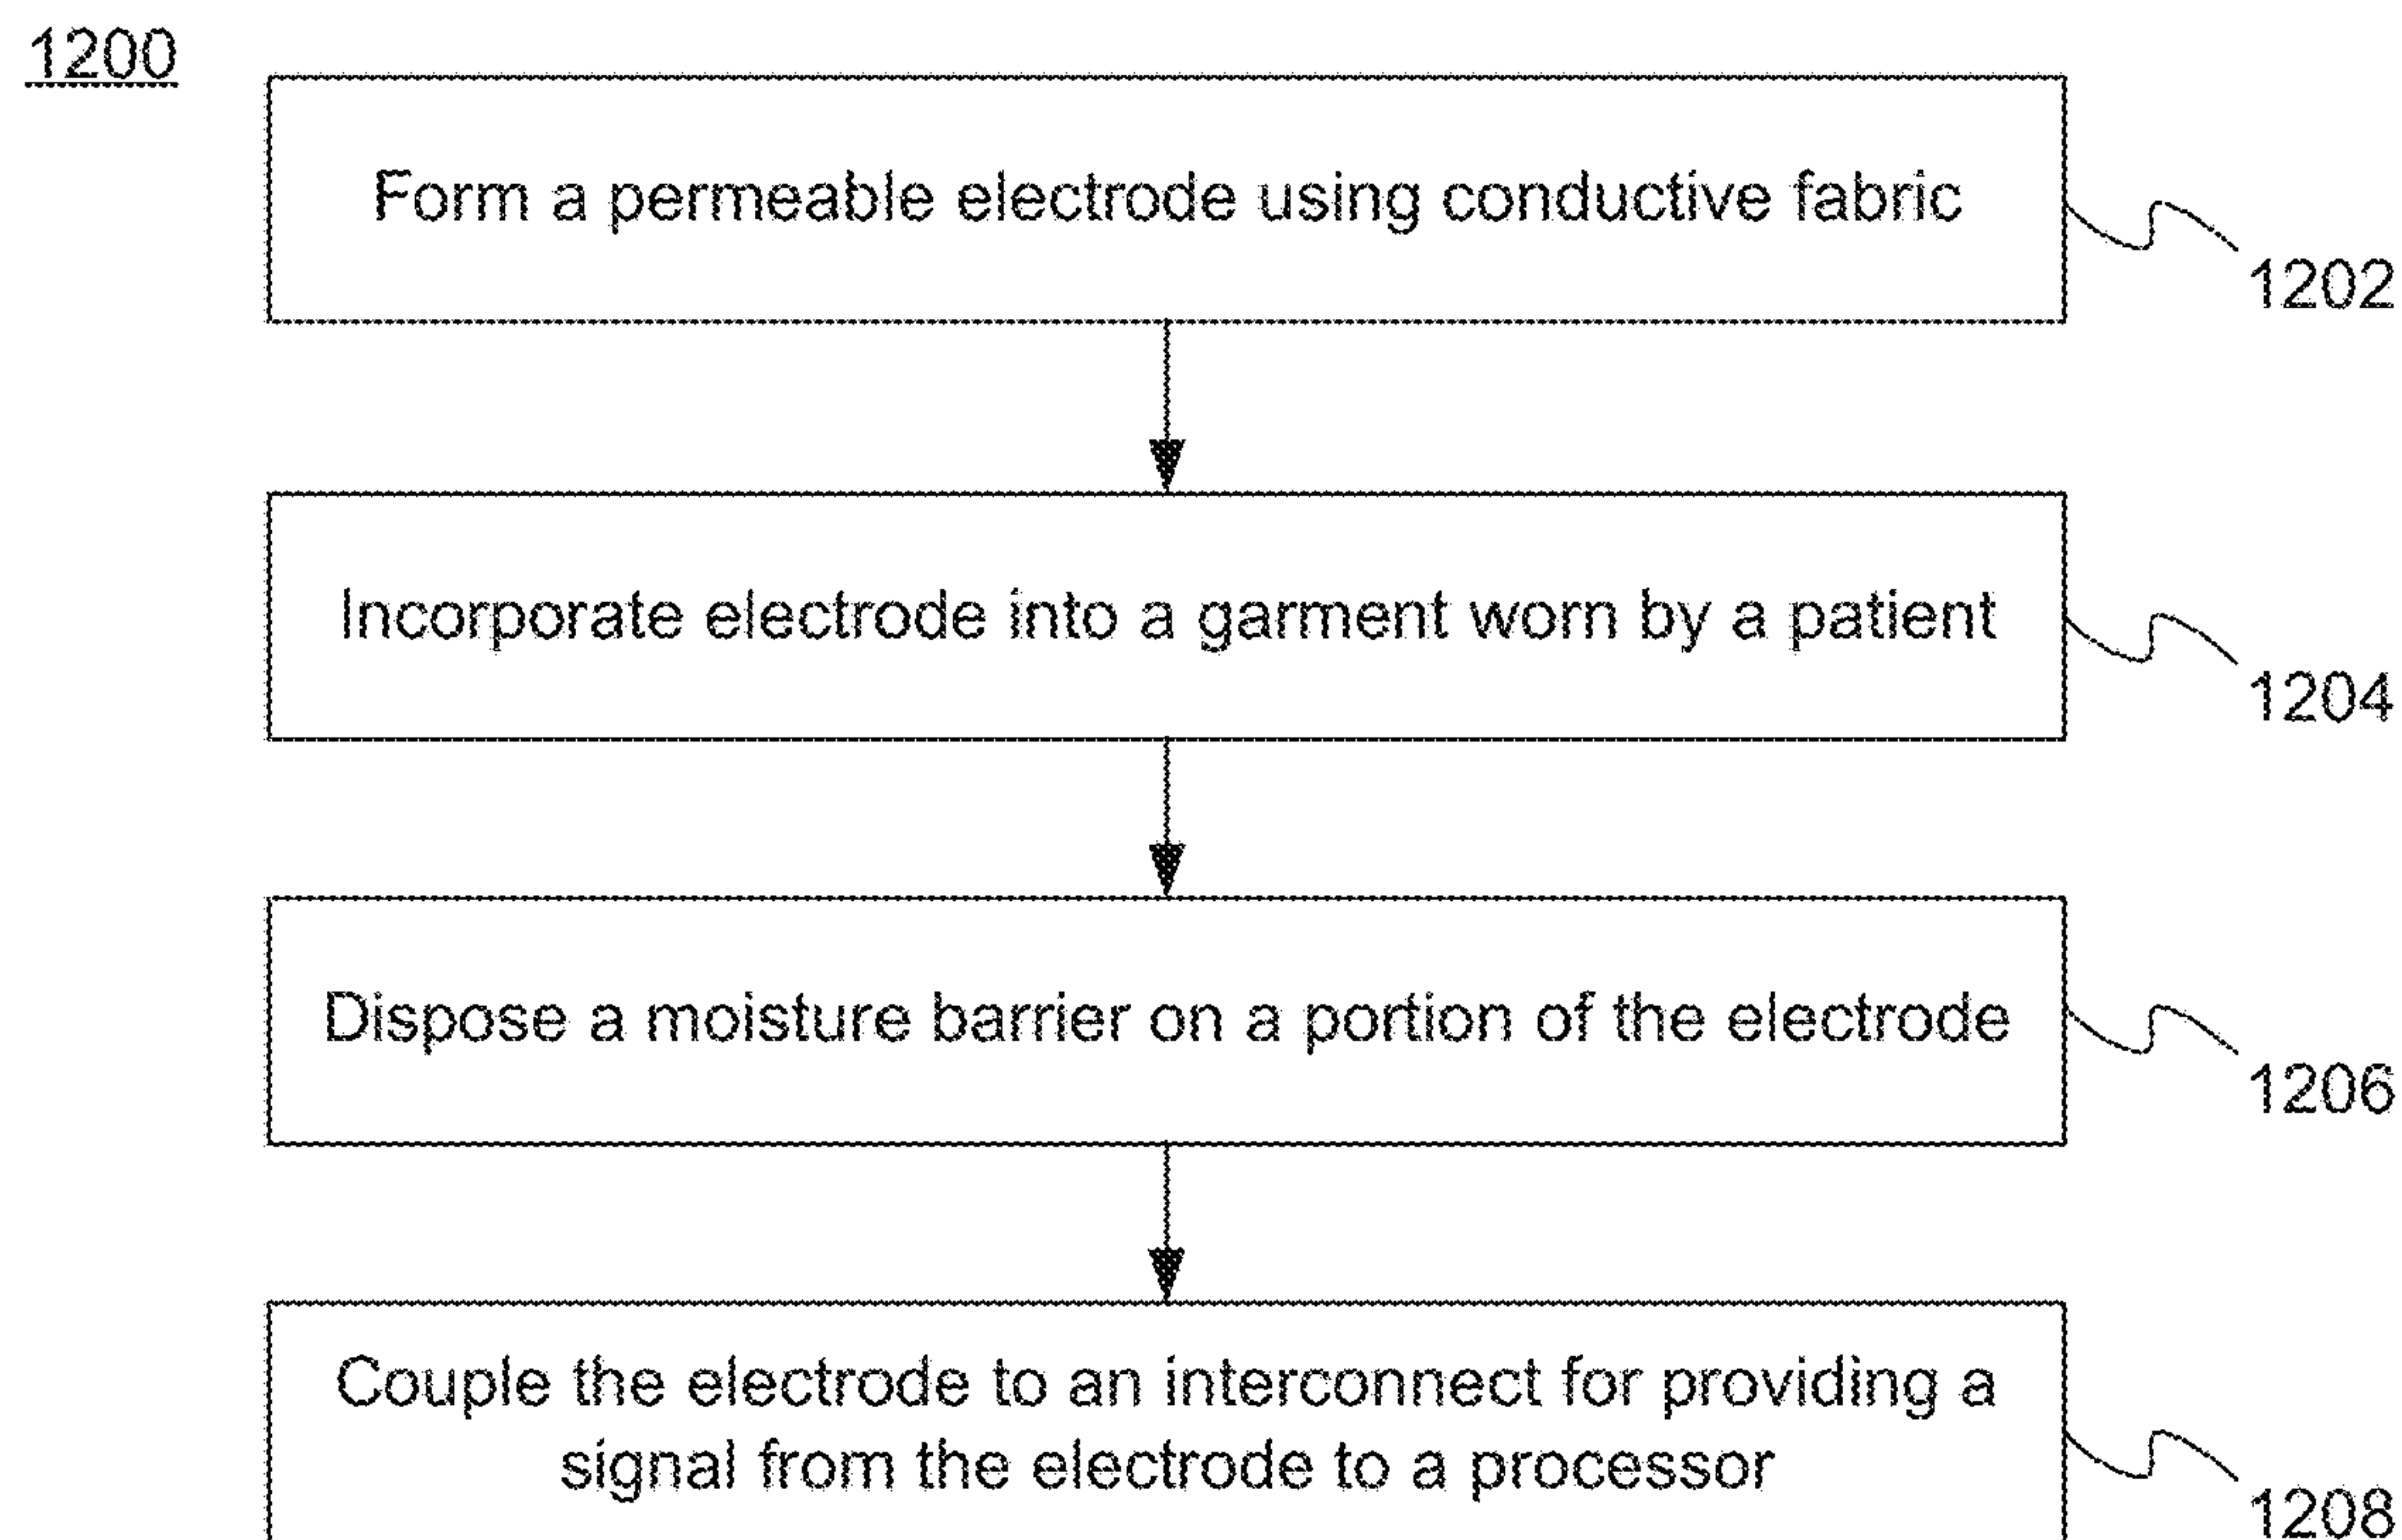 1200
Form a permeable electrode using conductive fabric
1202
Incorporate electrode into a garment worn by a patient
1204
Dispose a moisture barrier on a portion of the electrode
1206
Couple the electrode to an interconnect for providing a
signal from the electrode to a processor
1208